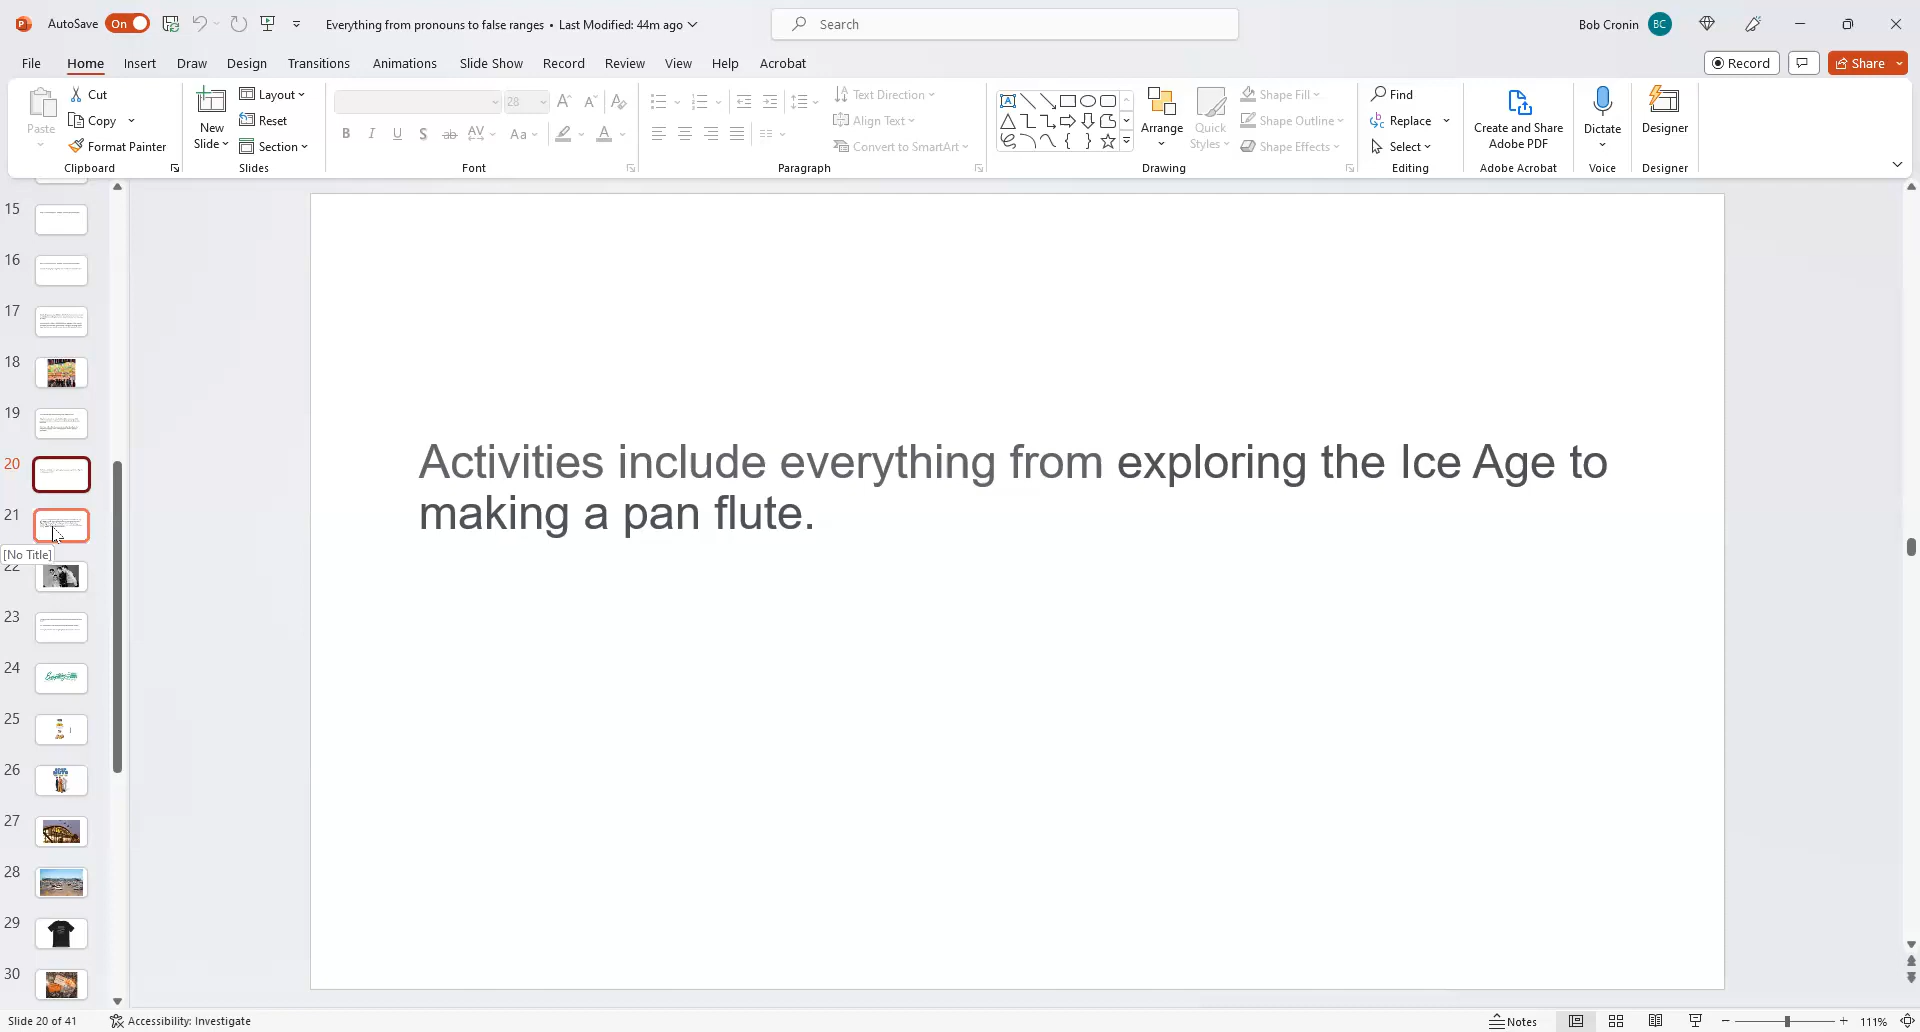 AutoSave On Everything from pronouns to false ranges • Last Modified: 44m ago Search Bob Cronin BC
File Home Insert Draw Design Transitions Animations Slide Show Record Review View Help Acrobat Record Share
Paste
Cut
Copy
Format Painter
Clipboard
New
Slide
Layout
Reset
Section
Slides
28
Font
Paragraph
Text Direction
Align Text
Convert to SmartArt
Arrange
Quick
Styles
Shape Fill
Shape Outline
Shape Effects
Drawing
Find
Replace
Select
Editing
Create and Share
Adobe PDF
Adobe Acrobat
Dictate
Voice
Designer
Designer
15
16
17
18
19
20
21
[No Title]
22
23
24
25
26
27
28
29
30
Activities include everything from exploring the Ice Age to
making a pan flute.
Slide 20 of 41 Accessibility: Investigate Notes 111%